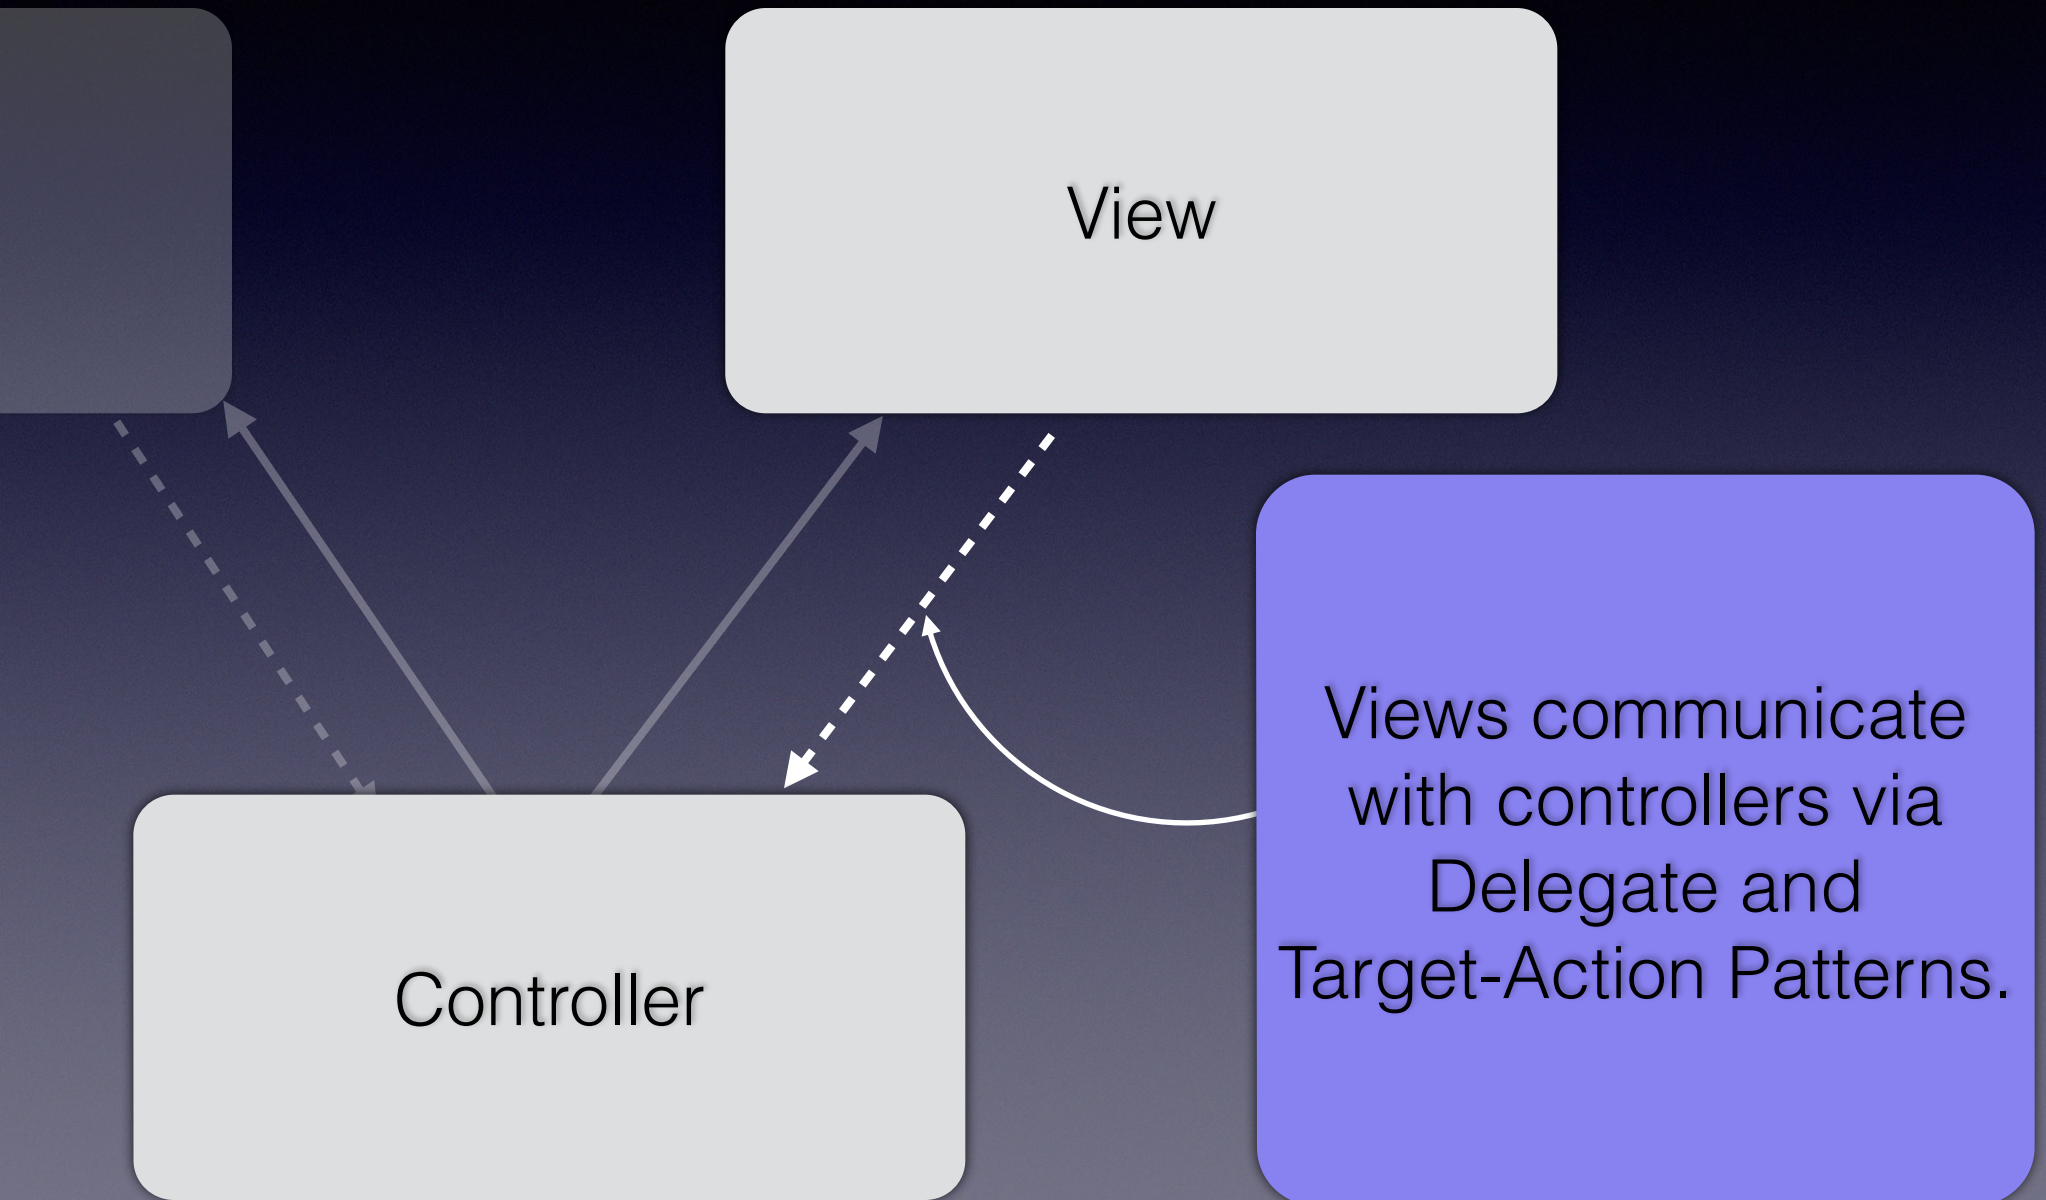 View
Views communicate
with controllers via
Delegate and
Target-Action Patterns.
Controller